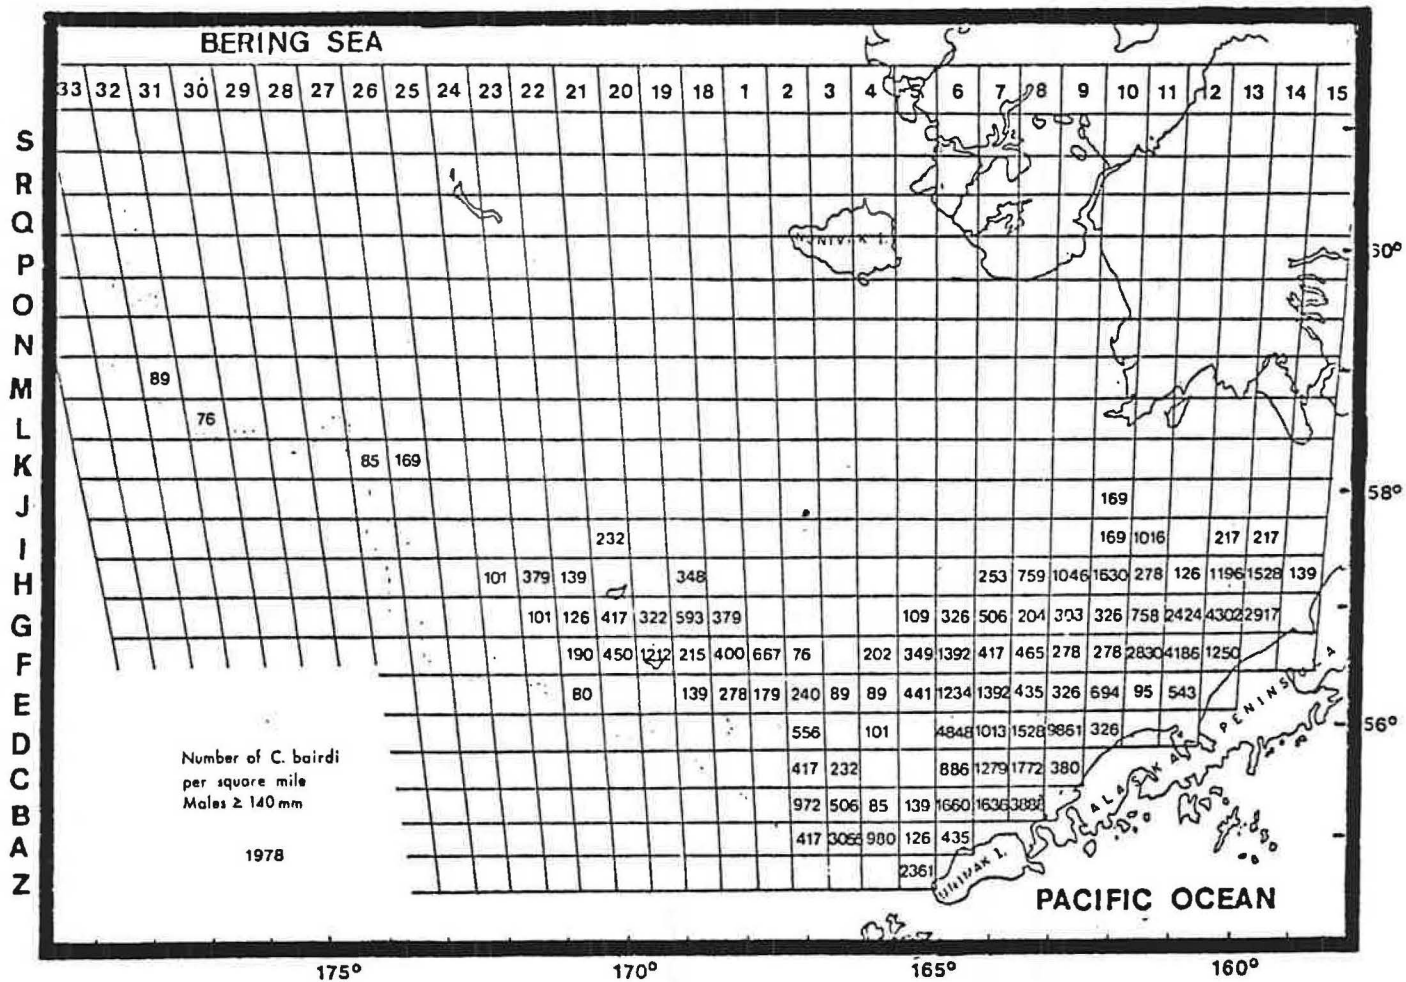 BERING SEA
33 32 31 30 29 28 27 26 25 24 23 22 21 20 19 18 1 2 3 4 5 6 7 8 9 10 11 12 13 14 15
S
R
Q
NUNIVAK I.
P 60°
O
N
M 89
L 76
K 85 169
J 169 58°
I 232 169 1016 217 217
H 101 379 139 348 253 759 1046 1630 278 126 1196 1528 139
G 101 126 417 322 593 379 109 326 506 204 393 326 758 2424 4302 2917
F 190 450 1212 215 400 667 76 202 349 1392 417 465 278 278 2830 4186 1250
E 80 139 278 179 240 89 89 441 1234 1392 435 326 694 95 543
D 556 101 4848 1013 1528 9861 326 56°
C 417 232 886 1279 1772 380
B 972 506 85 139 1660 1636 3888
A 417 3056 980 126 435
Z 2361
Number of C. bairdi
per square mile
Males ≥ 140 mm
1978
ALASKA PENINSULA
UNIMAK I.
PACIFIC OCEAN
175° 170° 165° 160°